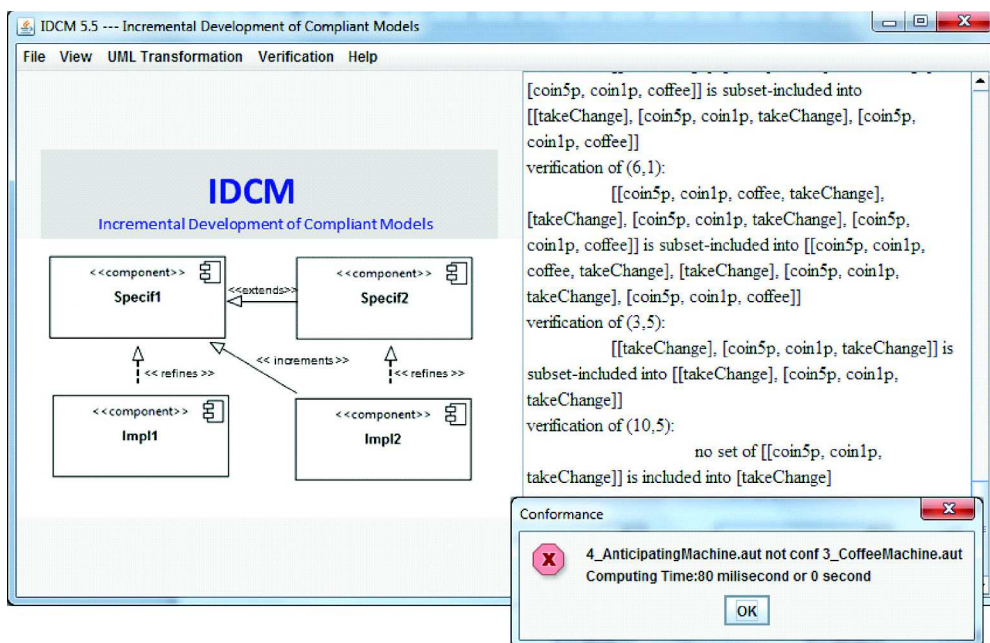 IDCM 5.5 --- Incremental Development of Compliant Models
File View UML Transformation Verification Help
IDCM
Incremental Development of Compliant Models
<<component>>
Specif1
<<extends>>
<<component>>
Specif2
<< refines >>
<< increments >>
<< refines >>
<<component>>
Impl1
<<component>>
Impl2
[coin5p, coin1p, coffee]] is subset-included into
[[takeChange], [coin5p, coin1p, takeChange], [coin5p,
coin1p, coffee]]
verification of (6,1):
[[coin5p, coin1p, coffee, takeChange],
[takeChange], [coin5p, coin1p, takeChange], [coin5p,
coin1p, coffee]] is subset-included into [[coin5p, coin1p,
coffee, takeChange], [takeChange], [coin5p, coin1p,
takeChange], [coin5p, coin1p, coffee]]
verification of (3,5):
[[takeChange], [coin5p, coin1p, takeChange]] is
subset-included into [[takeChange], [coin5p, coin1p,
takeChange]]
verification of (10,5):
no set of [[coin5p, coin1p,
takeChange]] is included into [takeChange]
Conformance
4_AnticipatingMachine.aut not conf 3_CoffeeMachine.aut
Computing Time:80 milisecond or 0 second
OK